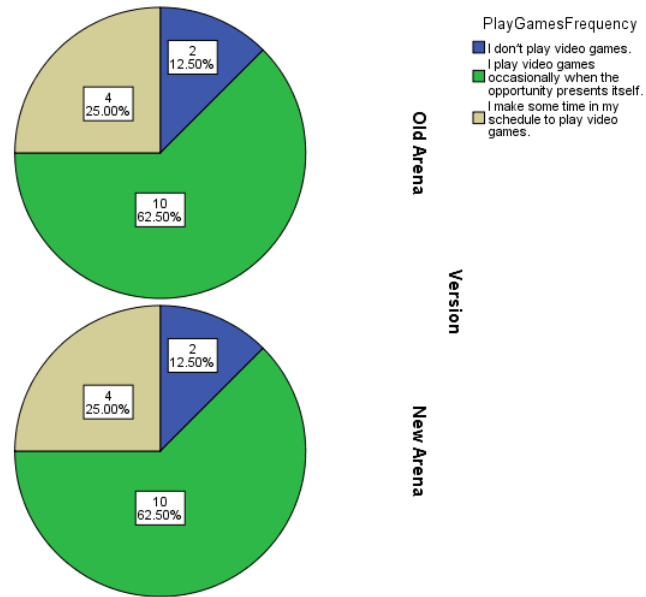 PlayGamesFrequency
I don't play video games.
I play video games
occasionally when the
opportunity presents itself.
I make some time in my
schedule to play video
games.
2
12.50%
4
25.00%
10
62.50%
Old Arena
Version
2
12.50%
4
25.00%
10
62.50%
New Arena